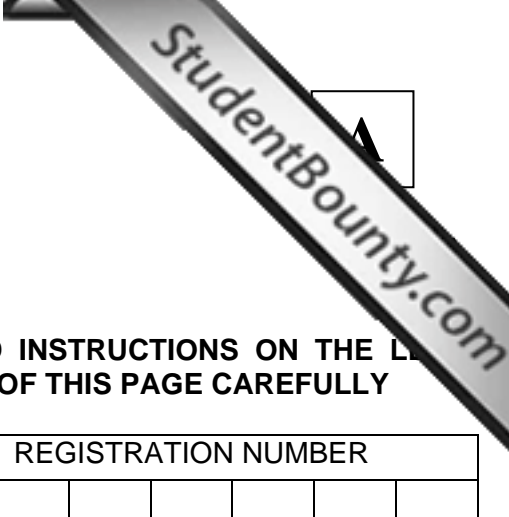 StudentBounty.com
A
INSTRUCTIONS ON THE
OF THIS PAGE CAREFULLY
REGISTRATION NUMBER